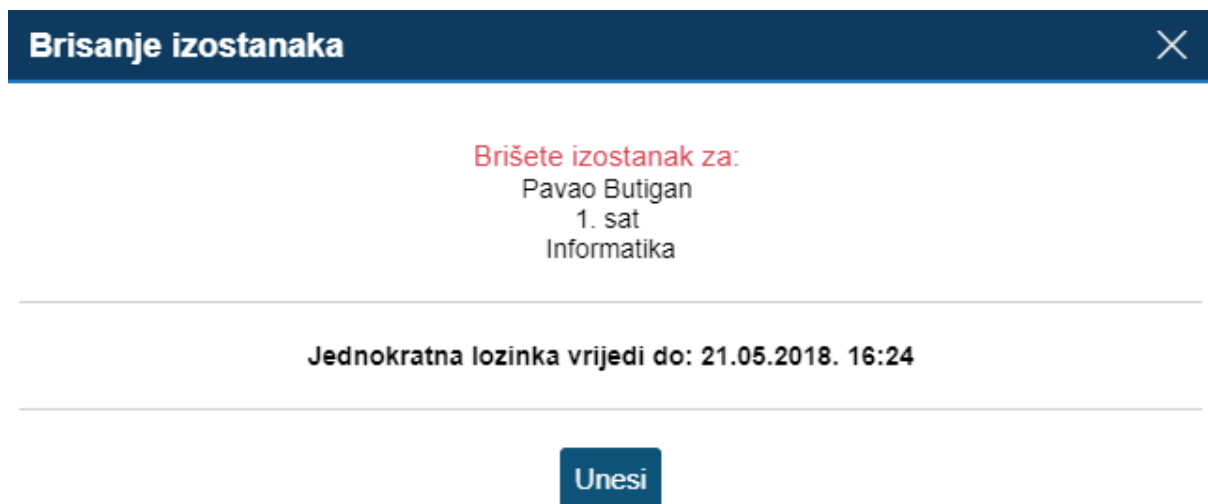 Brisanje izostanaka
Brišete izostanak za:
Pavao Butigan
1. sat
Informatika
Jednokratna lozinka vrijedi do: 21.05.2018. 16:24
Unesi